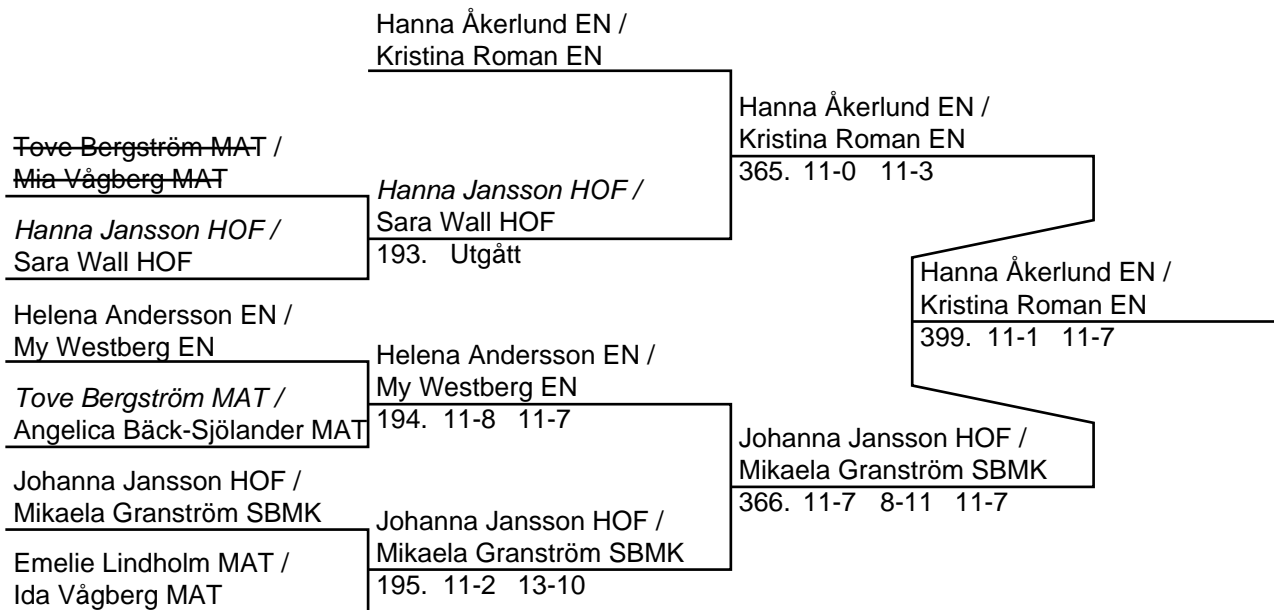 Hanna Åkerlund EN /
Kristina Roman EN
Tove Bergström MAT /
Mia Vågberg MAT
Hanna Jansson HOF /
Sara Wall HOF
Helena Andersson EN /
My Westberg EN
Tove Bergström MAT /
Angelica Bäck-Sjölander MAT
Johanna Jansson HOF /
Mikaela Granström SBMK
Emelie Lindholm MAT /
Ida Vågberg MAT
Hanna Jansson HOF /
Sara Wall HOF
193. Utgått
Helena Andersson EN /
My Westberg EN
194. 11-8 11-7
Johanna Jansson HOF /
Mikaela Granström SBMK
195. 11-2 13-10
Hanna Åkerlund EN /
Kristina Roman EN
365. 11-0 11-3
Johanna Jansson HOF /
Mikaela Granström SBMK
366. 11-7 8-11 11-7
Hanna Åkerlund EN /
Kristina Roman EN
399. 11-1 11-7